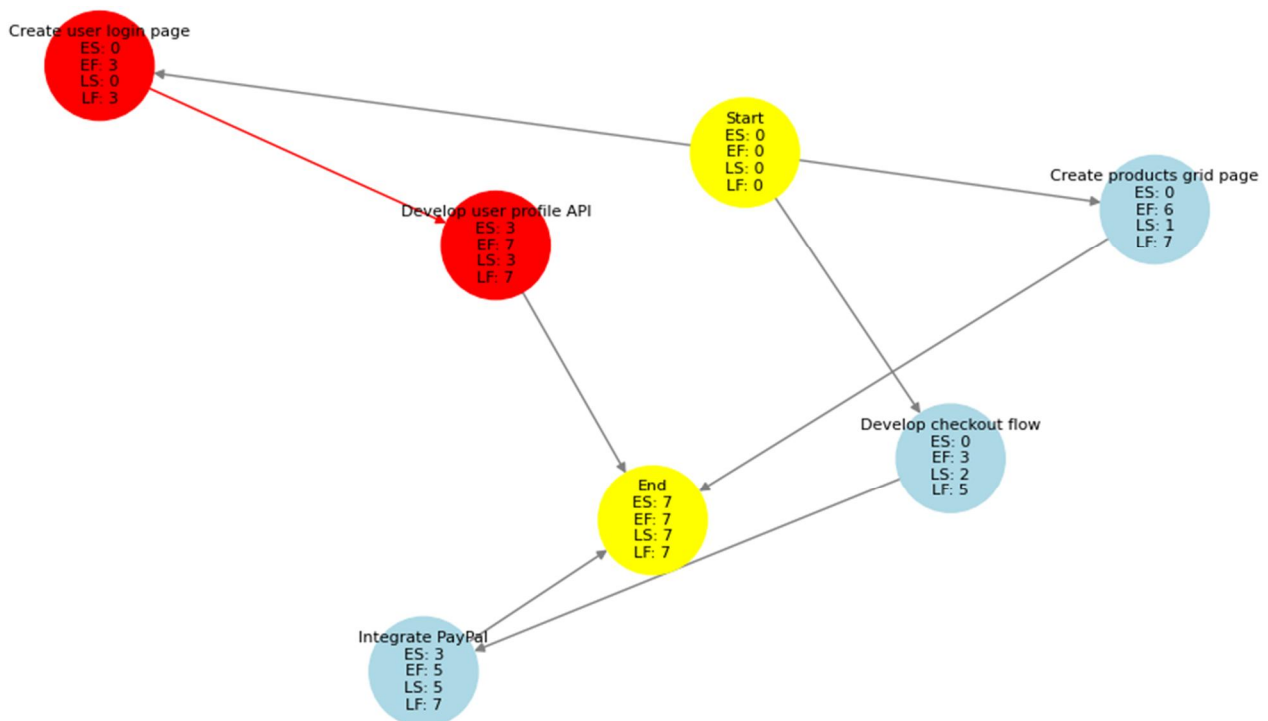 Create user login page
ES: 0
EF: 3
LS: 0
LF: 3
Start
ES: 0
EF: 0
LS: 0
LF: 0
Create products grid page
ES: 0
EF: 6
LS: 1
LF: 7
Develop user profile API
ES: 3
EF: 7
LS: 3
LF: 7
Develop checkout flow
ES: 0
EF: 3
LS: 2
LF: 5
End
ES: 7
EF: 7
LS: 7
LF: 7
Integrate PayPal
ES: 3
EF: 5
LS: 5
LF: 7